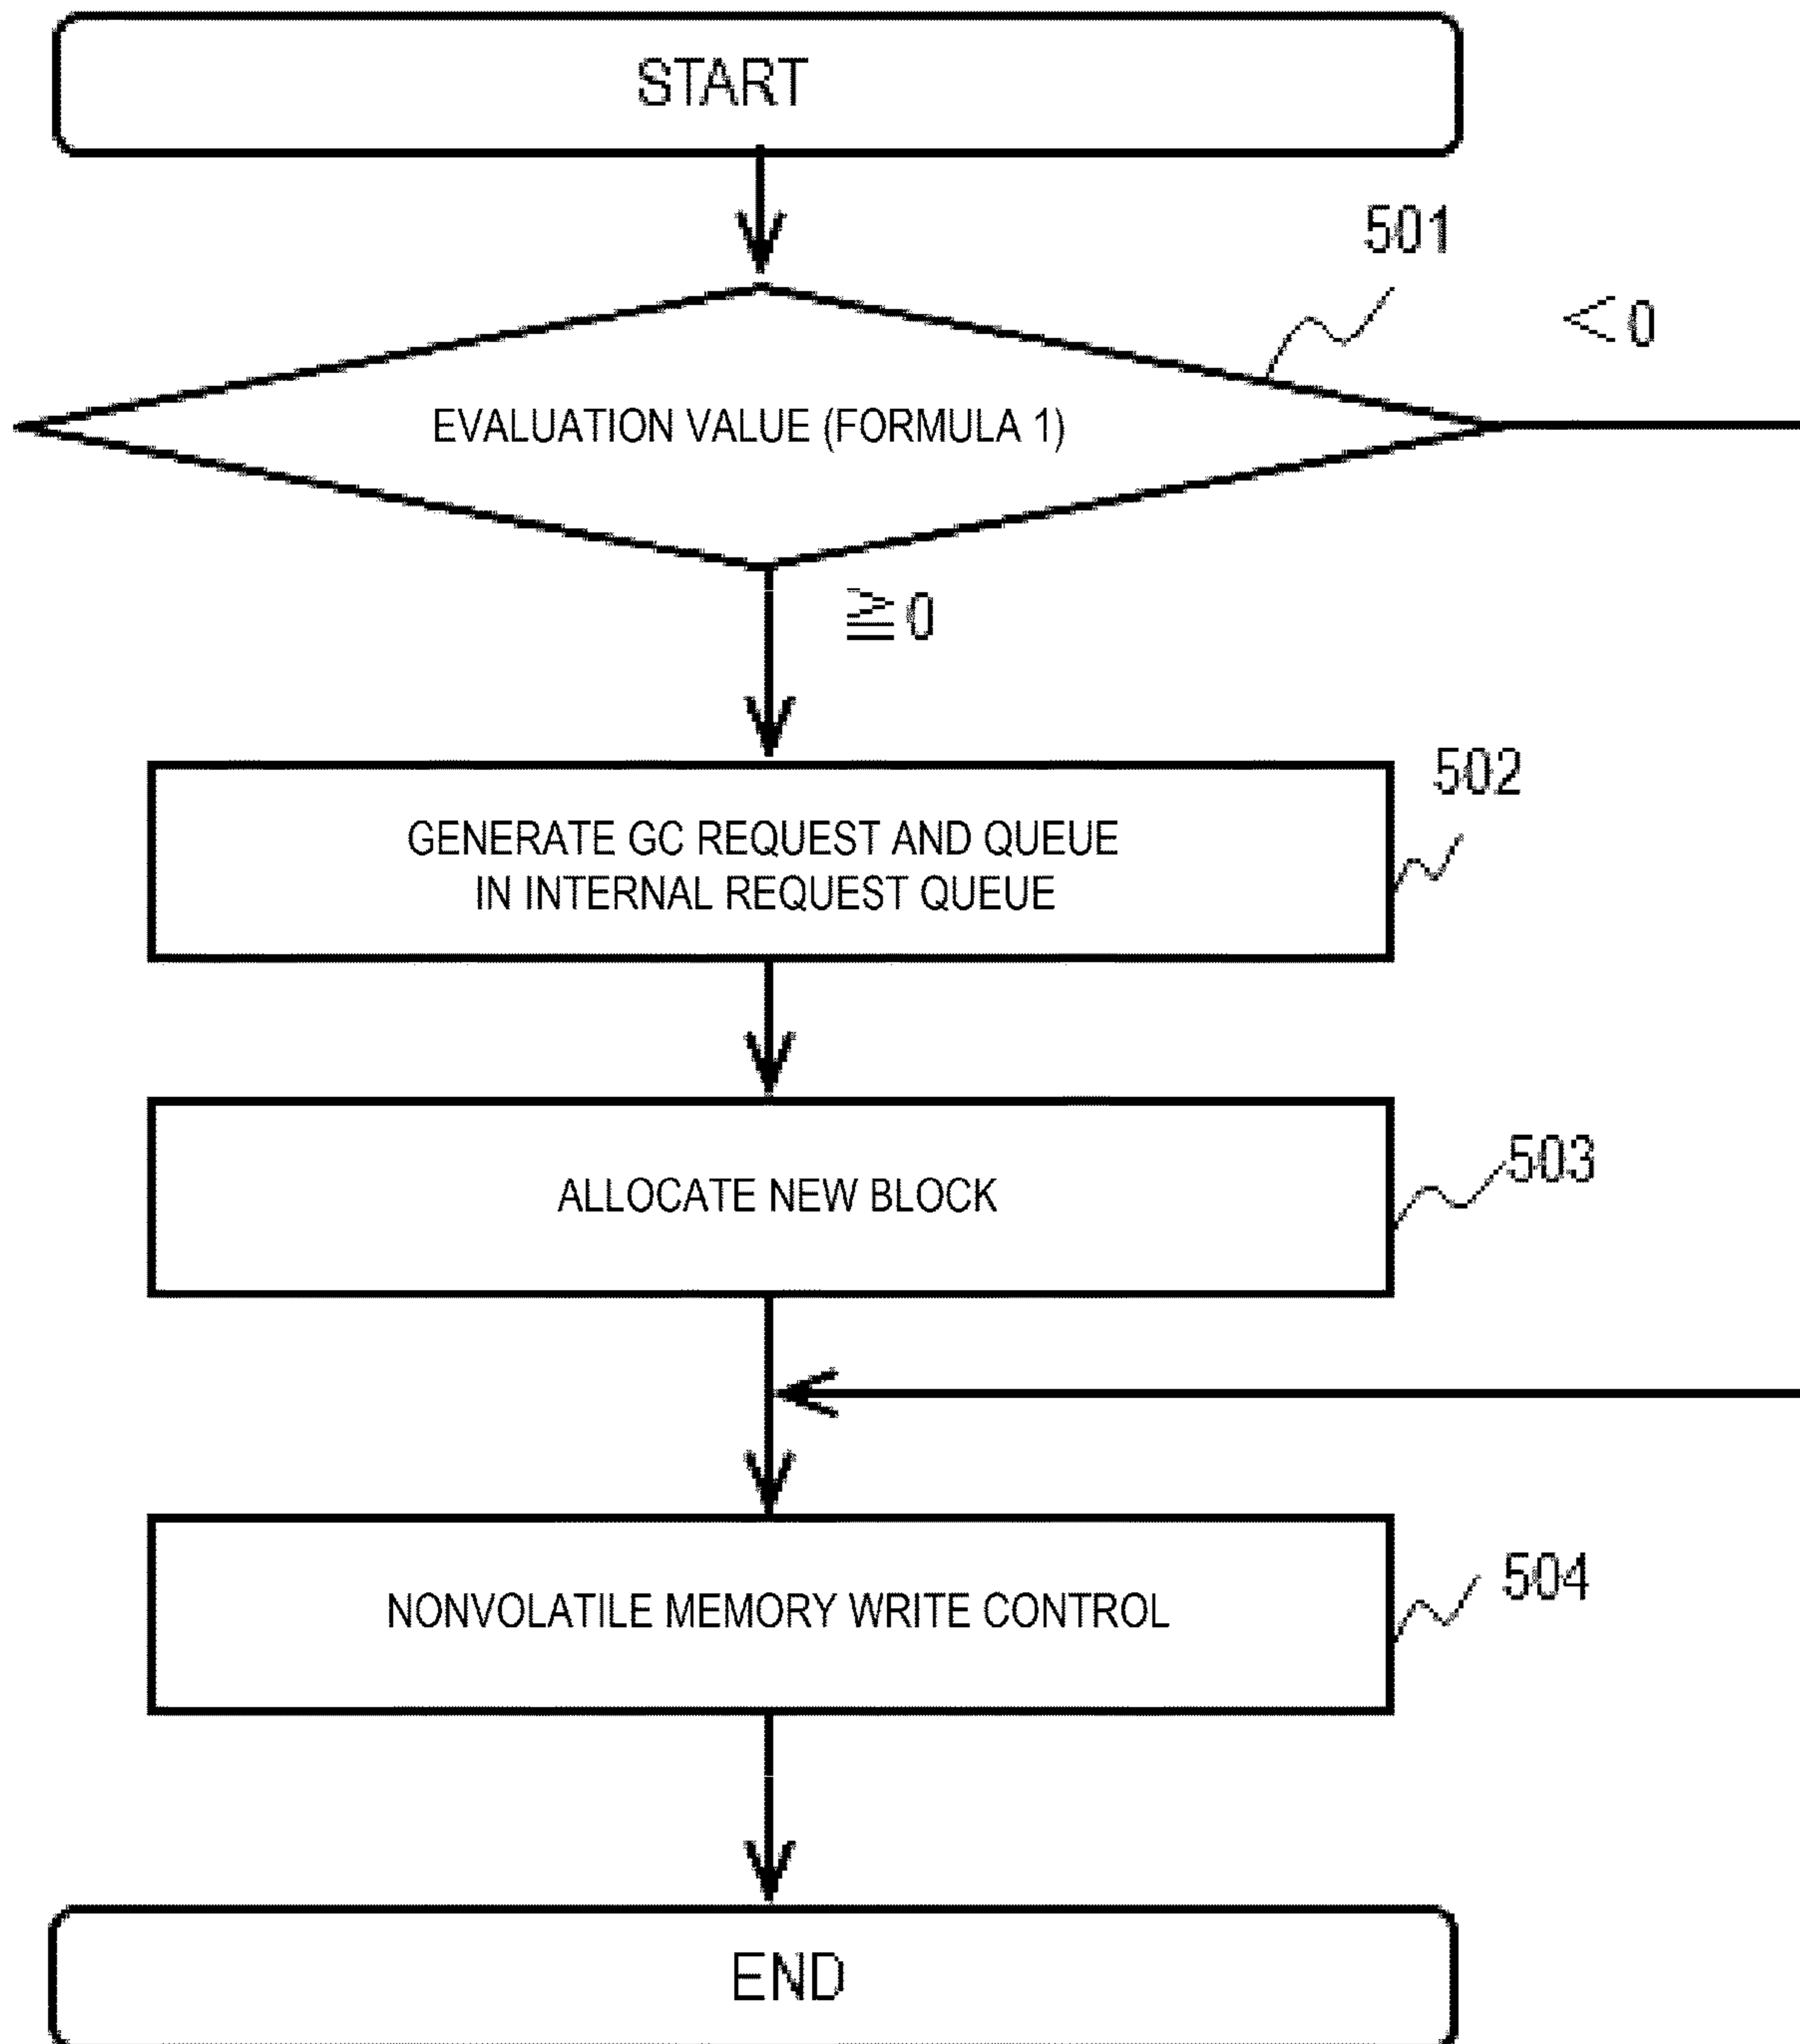 START
501
<0
EVALUATION VALUE (FORMULA 1)
≧0
502
GENERATE GC REQUEST AND QUEUE
IN INTERNAL REQUEST QUEUE
503
ALLOCATE NEW BLOCK
504
NONVOLATILE MEMORY WRITE CONTROL
END